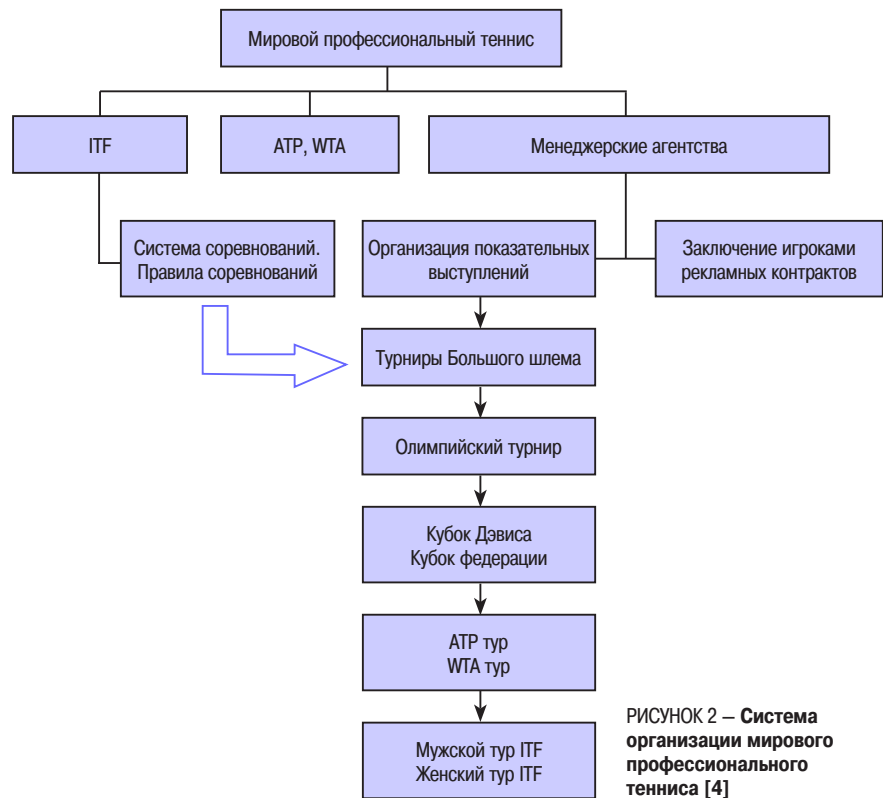 Мировой профессиональный теннис
ITF
ATP, WTA
Менеджерские агентства
Система соревнований.
Правила соревнований
Организация показательных
выступлений
Заключение игроками
рекламных контрактов
Турниры Большого шлема
Олимпийский турнир
Кубок Дэвиса
Кубок федерации
ATP тур
WTA тур
Мужской тур ITF
Женский тур ITF
РИСУНОК 2 – Система
организации мирового
профессионального
тенниса [4]